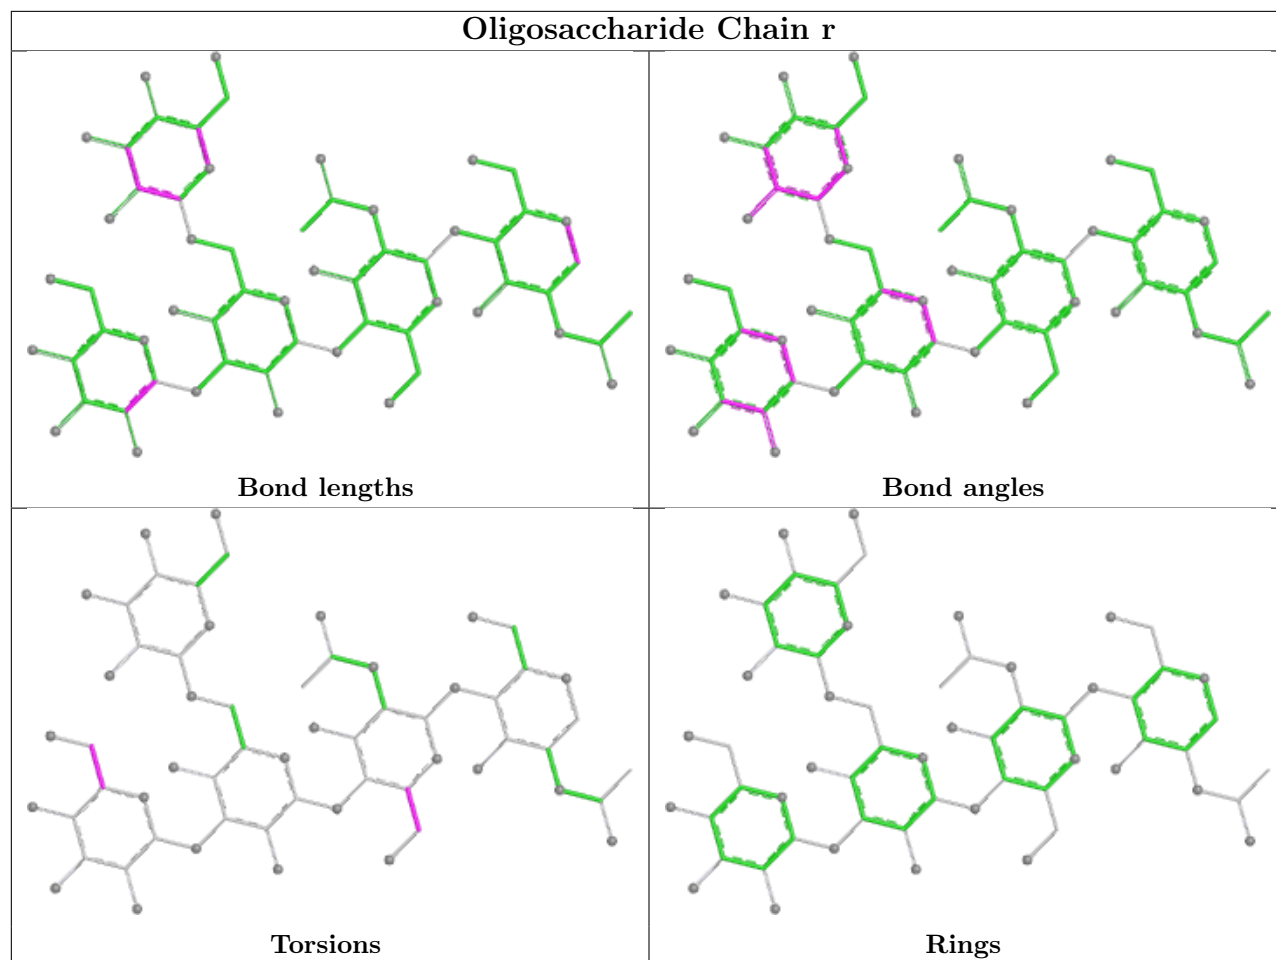 Oligosaccharide Chain r
Bond lengths
Bond angles
Torsions
Rings